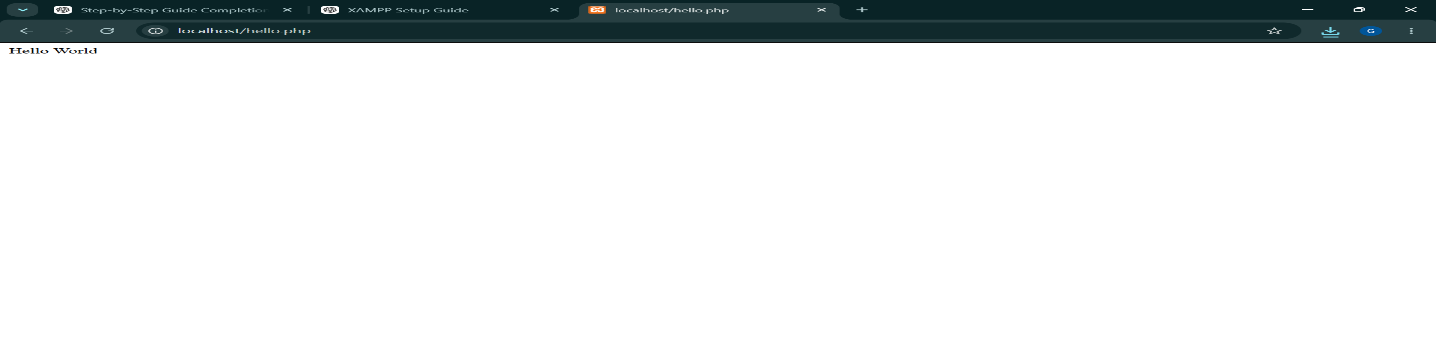 Step-by-Step Guide Completion
XAMPP Setup Guide
localhost/hello.php
localhost/hello.php
G
Hello World